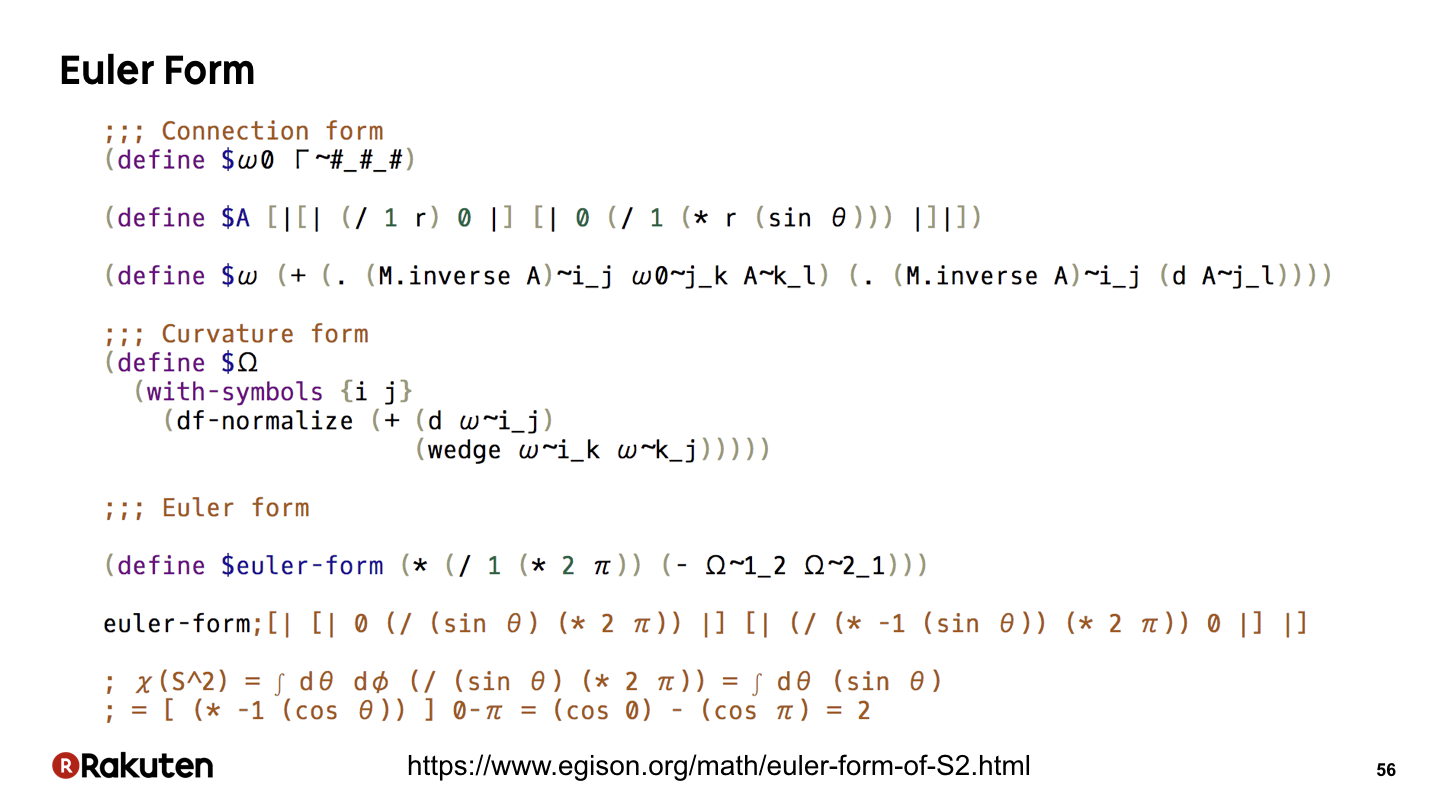 Euler Form
;;; Connection form
(define $ω0 Γ~#_#_#)
(define $A [|[| (/ 1 r) 0 |] [| 0 (/ 1 (* r (sin θ))) |]|])
(define $ω (+ (. (M.inverse A)~i_j ω0~j_k A~k_l) (. (M.inverse A)~i_j (d A~j_l))))
;;; Curvature form
(define $Ω
(with-symbols {i j}
(df-normalize (+ (d ω~i_j)
(wedge ω~i_k ω~k_j)))))
;;; Euler form
(define $euler-form (* (/ 1 (* 2 π)) (- Ω~1_2 Ω~2_1)))
euler-form;[| [| 0 (/ (sin θ) (* 2 π)) |] [| (/ (* -1 (sin θ)) (* 2 π)) 0 |] |]
; χ(S^2) = ∫ dθ dϕ (/ (sin θ) (* 2 π)) = ∫ dθ (sin θ)
; = [ (* -1 (cos θ)) ] 0-π = (cos 0) - (cos π) = 2
R Rakuten
https://www.egison.org/math/euler-form-of-S2.html
56